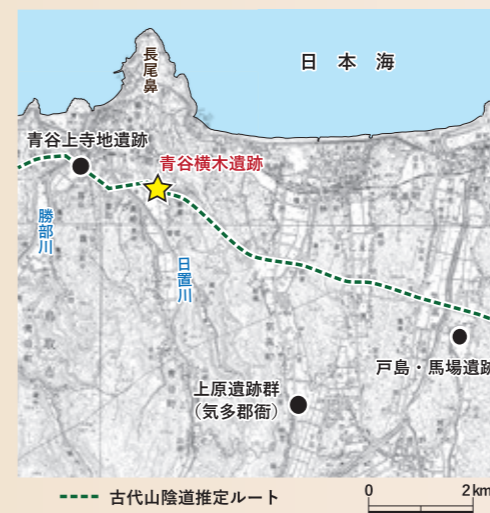 長尾鼻
日本海
青谷上寺地遺跡
青谷横木遺跡
勝部川
日置川
戸島・馬場遺跡
上原遺跡群
（気多郡衙）
古代山陰道推定ルート
0 2km